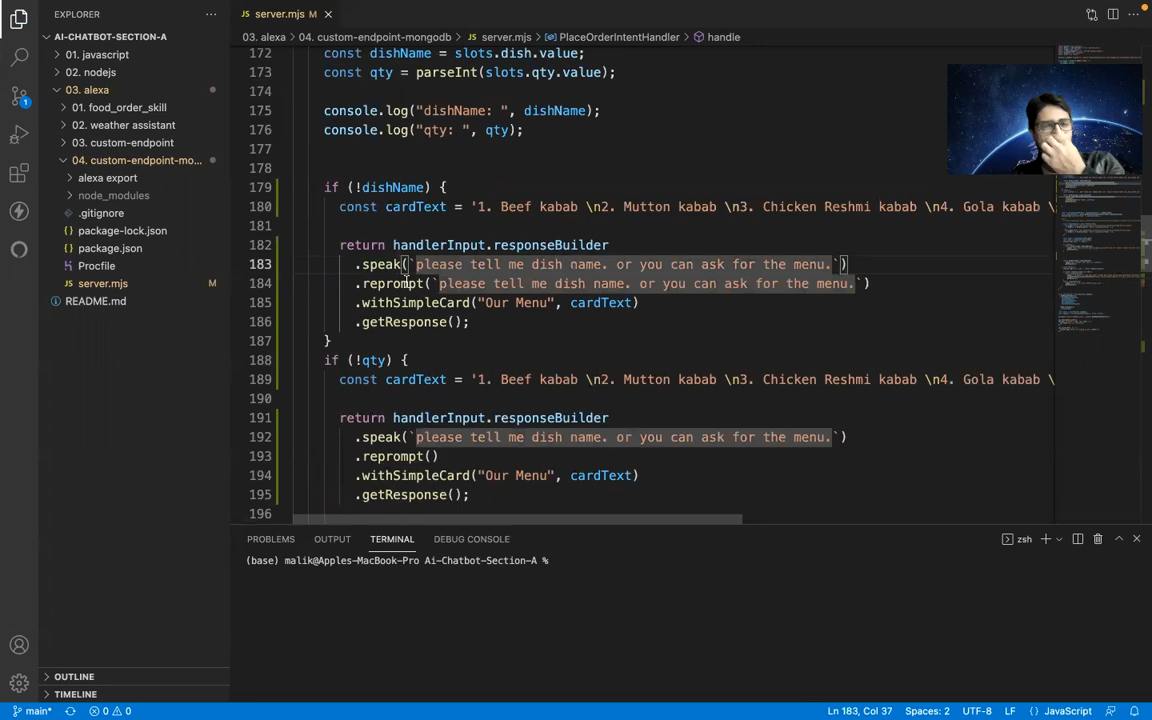 EXPLORER
server.mjs M
AI-CHATBOT-SECTION-A
03. alexa > 04. custom-endpoint-mongodb > server.mjs > PlaceOrderIntentHandler > handle
01. javascript
02. nodejs
03. alexa
01. food_order_skill
02. weather assistant
03. custom-endpoint
04. custom-endpoint-mo...
alexa export
node_modules
.gitignore
package-lock.json
package.json
Procfile
server.mjs M
README.md
172 const dishName = slots.dish.value;
173 const qty = parseInt(slots.qty.value);
174
175 console.log("dishName: ", dishName);
176 console.log("qty: ", qty);
177
178
179 if (!dishName) {
180 const cardText = '1. Beef kabab \n2. Mutton kabab \n3. Chicken Reshmi kabab \n4. Gola kabab \
181
182 return handlerInput.responseBuilder
183 .speak(`please tell me dish name. or you can ask for the menu.`)
184 .reprompt(`please tell me dish name. or you can ask for the menu.`)
185 .withSimpleCard("Our Menu", cardText)
186 .getResponse();
187 }
188 if (!qty) {
189 const cardText = '1. Beef kabab \n2. Mutton kabab \n3. Chicken Reshmi kabab \n4. Gola kabab \
190
191 return handlerInput.responseBuilder
192 .speak(`please tell me dish name. or you can ask for the menu.`)
193 .reprompt()
194 .withSimpleCard("Our Menu", cardText)
195 .getResponse();
196
PROBLEMS OUTPUT TERMINAL DEBUG CONSOLE
zsh
(base) malik@Apples-MacBook-Pro Ai-Chatbot-Section-A %
OUTLINE
TIMELINE
1
main* 0 0 Ln 183, Col 37 Spaces: 2 UTF-8 LF JavaScript